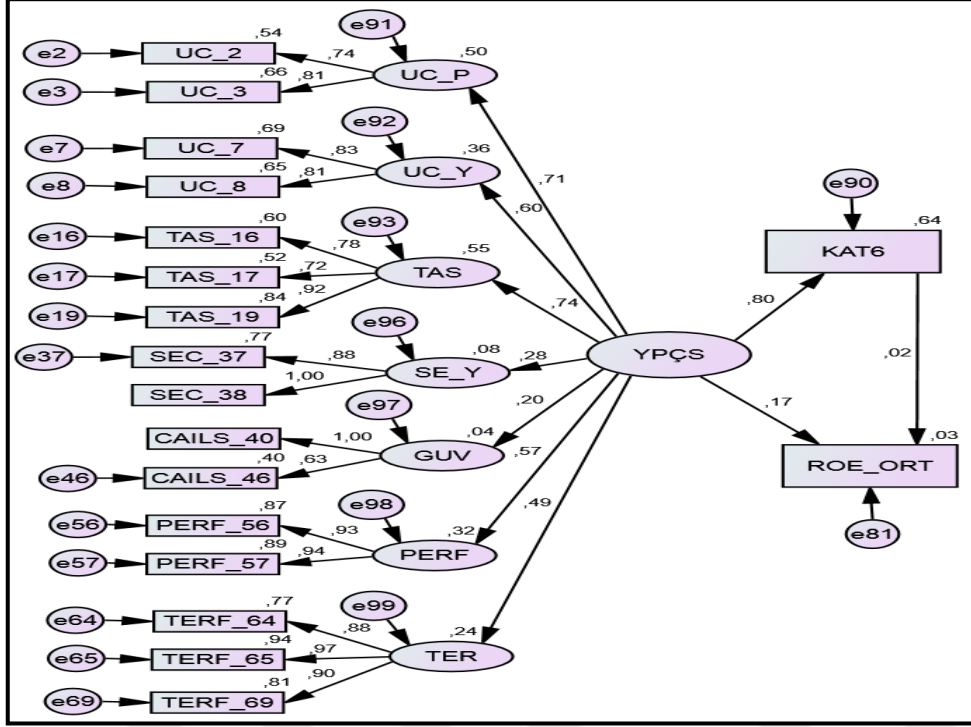 e91
,54
,50
e2
UC_2
,74
UC_P
,66
,81
e3
UC_3
e92
,69
,36
e7
UC_7
,83
UC_Y
,65
,81
e8
UC_8
,71
,60
e90
,60
e93
,55
,64
e16
TAS_16
,78
KAT6
,52
,72
TAS
e17
TAS_17
,84
,92
,74
,80
e19
TAS_19
,77
e96
,08
YPÇS
e37
SEC_37
,88
,28
SE_Y
,02
1,00
SEC_38
e97
,20
,17
CAILS_40
1,00
,04
,57
,03
,40
,63
GUV
ROE_ORT
e46
CAILS_46
,49
,87
e98
e56
PERF_56
,93
,32
e81
,89
,94
PERF
e57
PERF_57
,77
e99
e64
TERF_64
,88
,24
,94
,97
TER
e65
TERF_65
,81
,90
e69
TERF_69